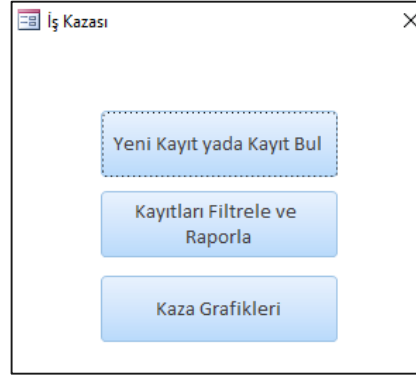 İş Kazası
Yeni Kayıt yada Kayıt Bul
Kayıtları Filtrele ve
Raporla
Kaza Grafikleri